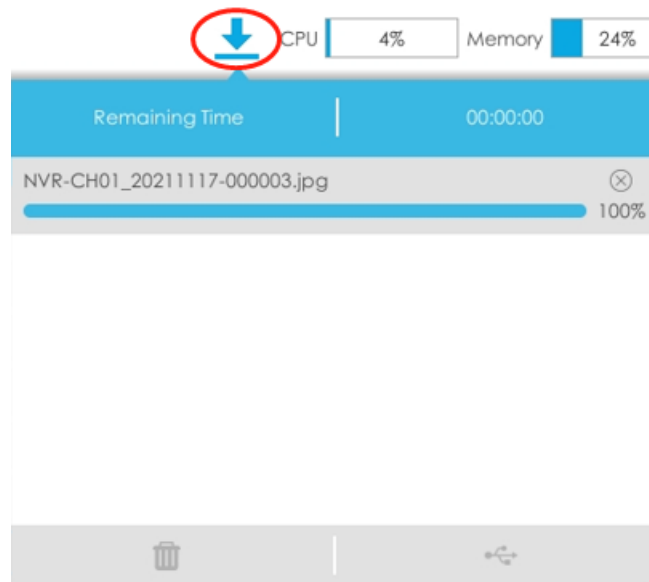 CPU 4% Memory 24%
Remaining Time 00:00:00
NVR-CH01_20211117-000003.jpg
100%